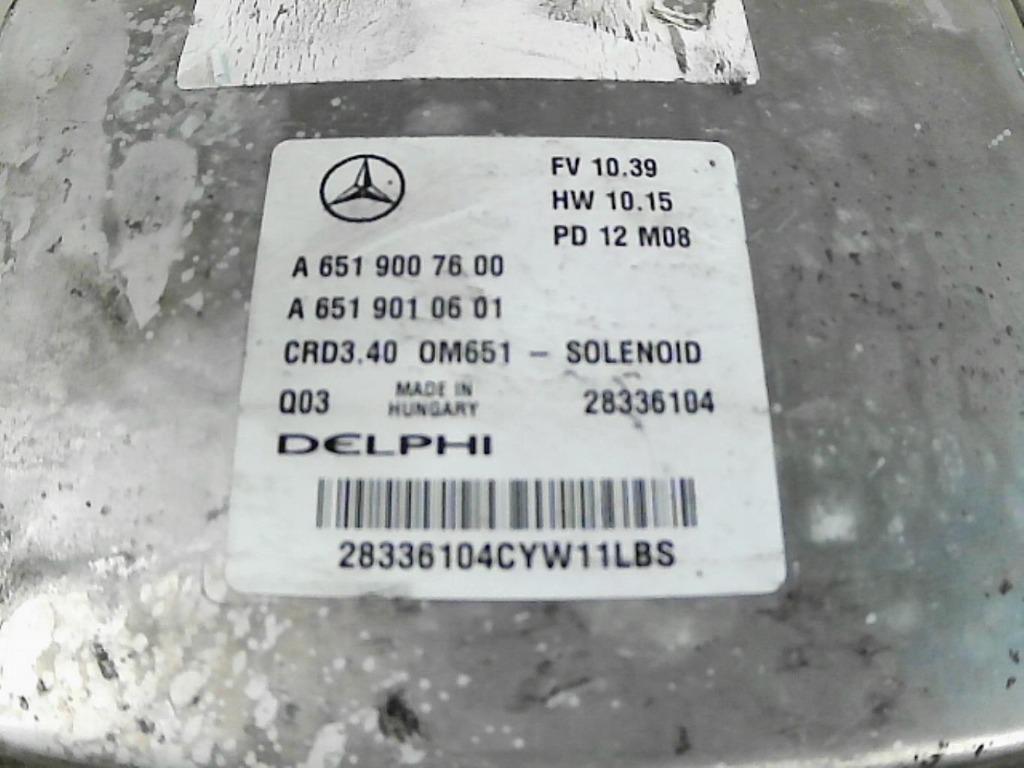 FV 10.39
HW 10.15
PD 12 M08
A 651 900 76 00
A 651 901 06 01
CRD3.40 OM651 - SOLENOID
Q03 MADE IN HUNGARY 28336104
DELPHI
28336104CYW11LBS